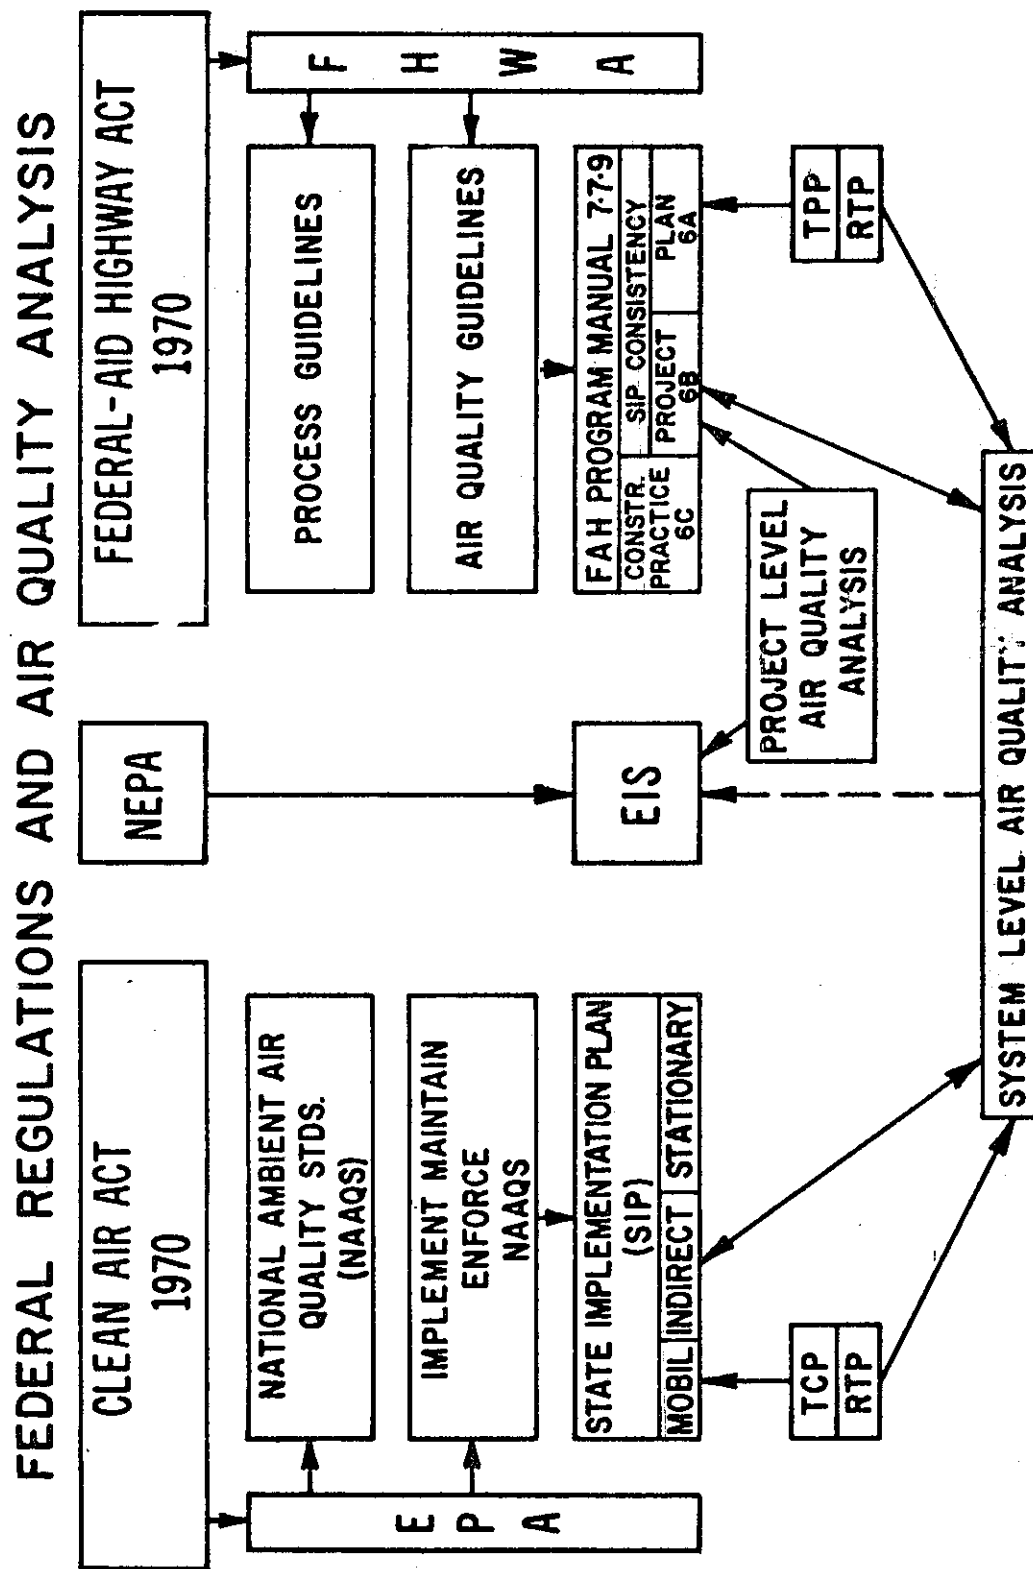 FEDERAL REGULATIONS AND AIR QUALITY ANALYSIS
CLEAN AIR ACT
1970
NEPA
FEDERAL-AID HIGHWAY ACT
1970
E P A
NATIONAL AMBIENT AIR
QUALITY STDS.
(NAAQS)
IMPLEMENT MAINTAIN
ENFORCE
NAAQS
STATE IMPLEMENTATION PLAN
(SIP)
MOBIL
INDIRECT
STATIONARY
TCP
RTP
EIS
PROJECT LEVEL
AIR QUALITY
ANALYSIS
F H W A
PROCESS GUIDELINES
AIR QUALITY GUIDELINES
FAH PROGRAM MANUAL 7·7·9
CONSTR.
PRACTICE
6C
SIP CONSISTENCY
PROJECT
6B
PLAN
6A
TPP
RTP
SYSTEM LEVEL AIR QUALITY ANALYSIS